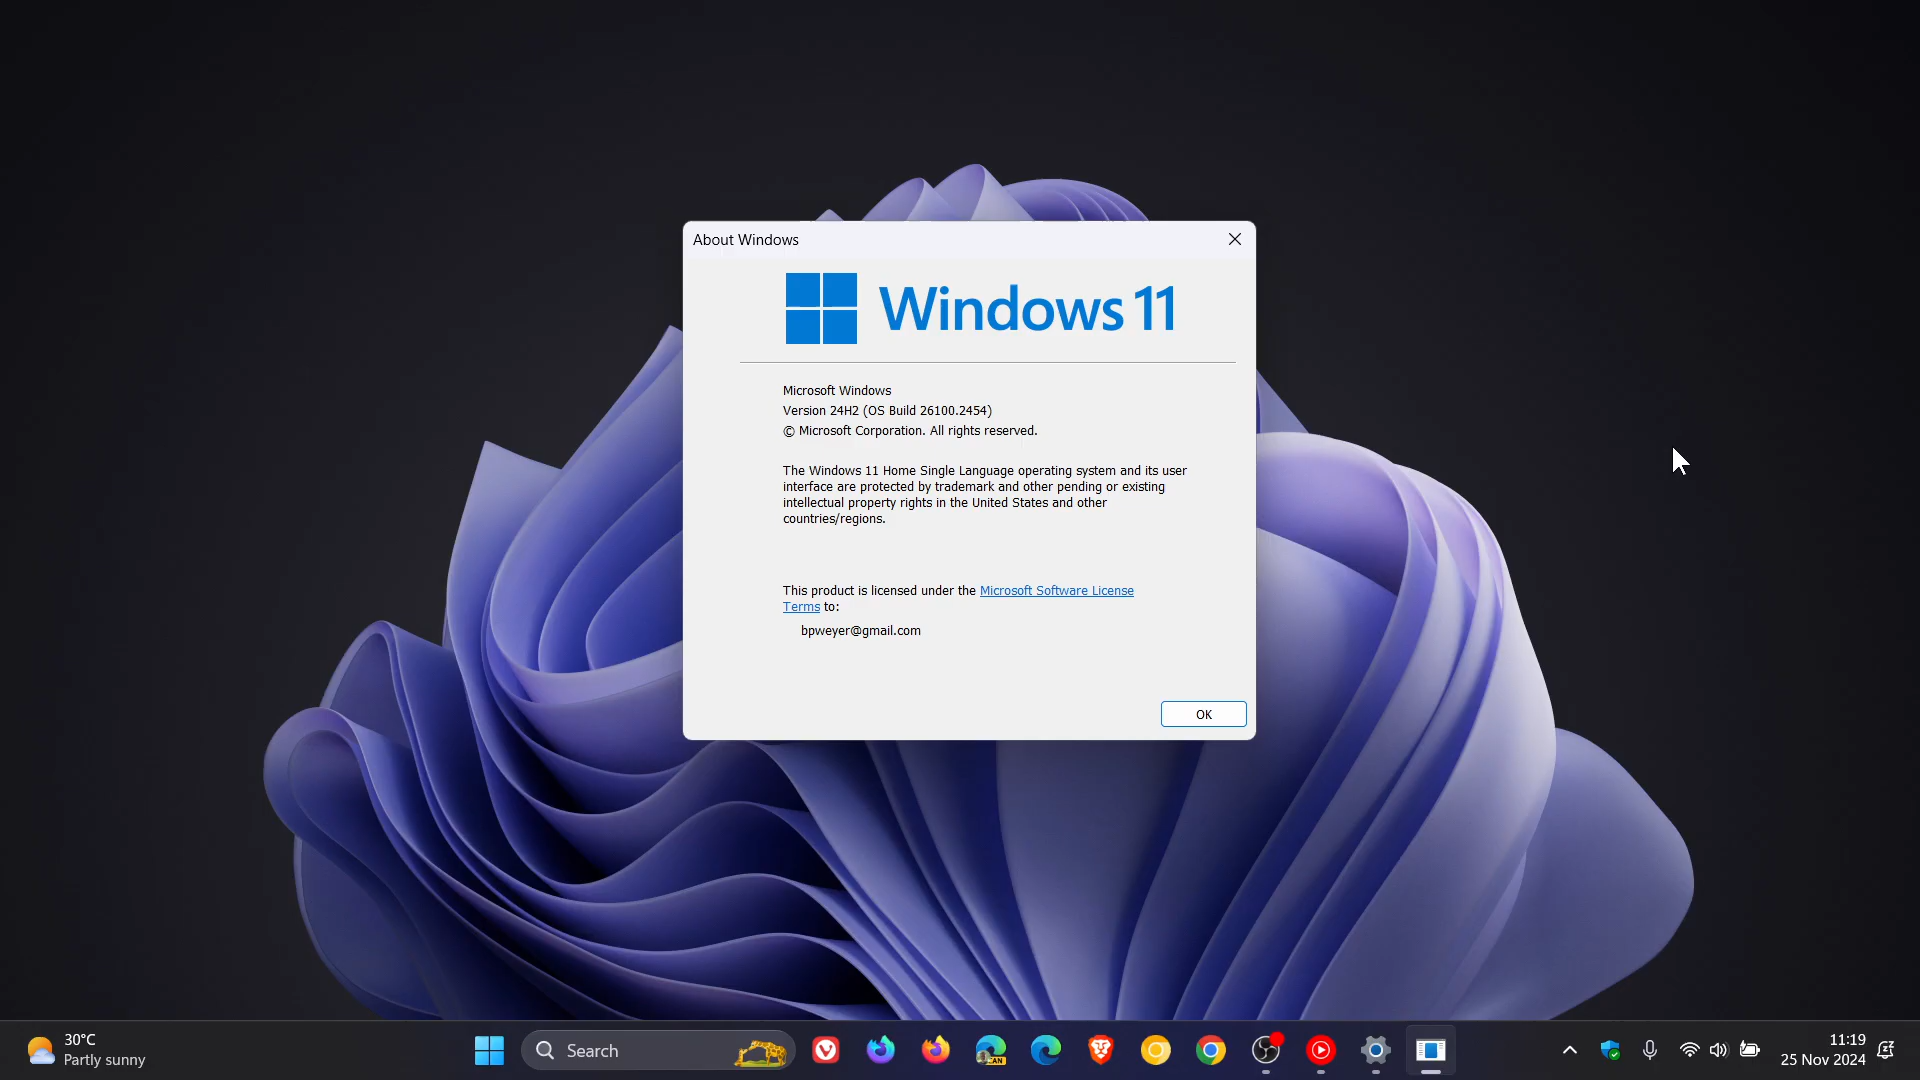 About Windows
Windows 11
Microsoft Windows
Version 24H2 (OS Build 26100.2454)
© Microsoft Corporation. All rights reserved.
The Windows 11 Home Single Language operating system and its user
interface are protected by trademark and other pending or existing
intellectual property rights in the United States and other
countries/regions.
This product is licensed under the Microsoft Software License
Terms to:
bpweyer@gmail.com
OK
30°C
Partly sunny
Search
CAN
11:19
25 Nov 2024